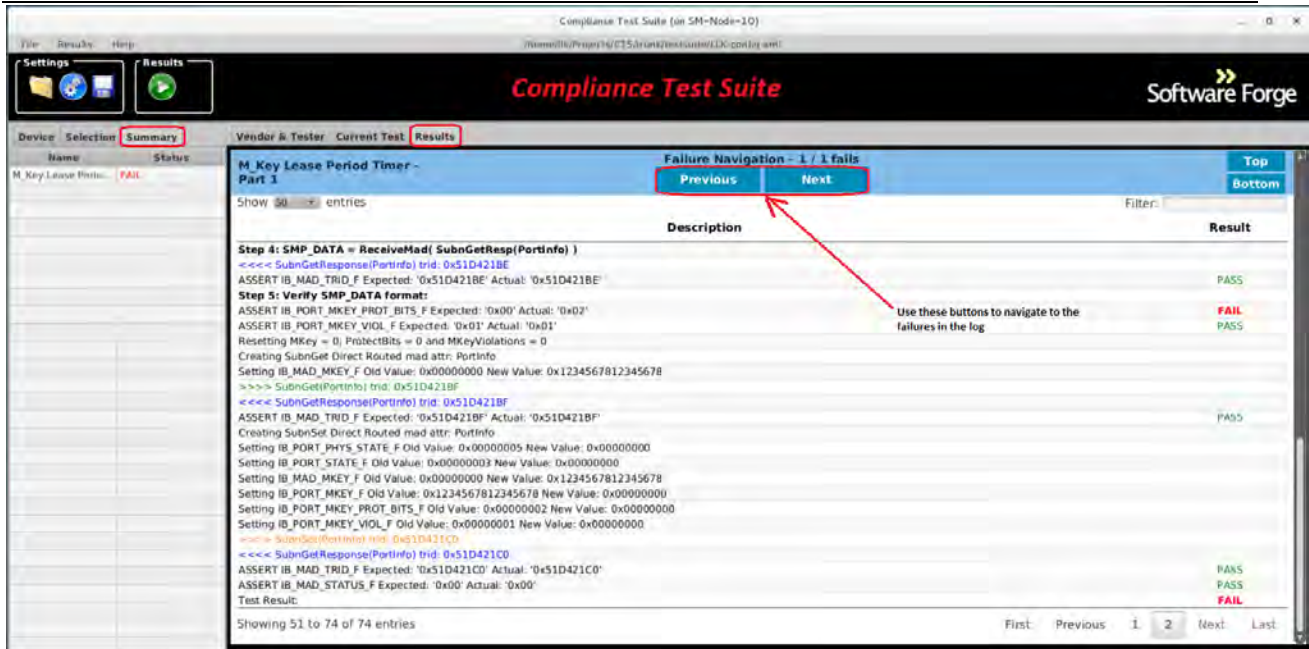 Compliance Test Suite (on SM-Node-10)
File Results Help
Settings Results
Compliance Test Suite
Software Forge
Device Selection Summary
Vendor & Tester Current Test Results
Name Status
M_Key Lease Perio... FAIL
M_Key Lease Period Timer -
Part 1
Failure Navigation - 1 / 1 fails
Previous Next
Top
Bottom
Show 50 entries
Filter:
Description Result
Step 4: SMP_DATA = ReceiveMad( SubnGetResp(PortInfo) )
<<<< SubnGetResponse(PortInfo) trid: 0x51D421BE
ASSERT IB_MAD_TRID_F Expected: '0x51D421BE' Actual: '0x51D421BE' PASS
Step 5: Verify SMP_DATA format:
ASSERT IB_PORT_MKEY_PROT_BITS_F Expected: '0x00' Actual: '0x02' FAIL
ASSERT IB_PORT_MKEY_VIOL_F Expected: '0x01' Actual: '0x01' PASS
Use these buttons to navigate to the
failures in the log
Resetting MKey = 0, ProtectBits = 0 and MKeyViolations = 0
Creating SubnGet Direct Routed mad attr: PortInfo
Setting IB_MAD_MKEY_F Old Value: 0x00000000 New Value: 0x1234567812345678
>>>> SubnGet(PortInfo) trid: 0x51D421BF
<<<< SubnGetResponse(PortInfo) trid: 0x51D421BF
ASSERT IB_MAD_TRID_F Expected: '0x51D421BF' Actual: '0x51D421BF' PASS
Creating SubnSet Direct Routed mad attr: PortInfo
Setting IB_PORT_PHYS_STATE_F Old Value: 0x00000005 New Value: 0x00000000
Setting IB_PORT_STATE_F Old Value: 0x00000003 New Value: 0x00000000
Setting IB_MAD_MKEY_F Old Value: 0x00000000 New Value: 0x1234567812345678
Setting IB_PORT_MKEY_F Old Value: 0x1234567812345678 New Value: 0x00000000
Setting IB_PORT_MKEY_PROT_BITS_F Old Value: 0x00000002 New Value: 0x00000000
Setting IB_PORT_MKEY_VIOL_F Old Value: 0x00000001 New Value: 0x00000000
SubnSet(PortInfo) trid: 0x51D421C0
<<<< SubnGetResponse(PortInfo) trid: 0x51D421C0
ASSERT IB_MAD_TRID_F Expected: '0x51D421C0' Actual: '0x51D421C0' PASS
ASSERT IB_MAD_STATUS_F Expected: '0x00' Actual: '0x00' PASS
Test Result: FAIL
Showing 51 to 74 of 74 entries
First Previous 1 2 Next Last